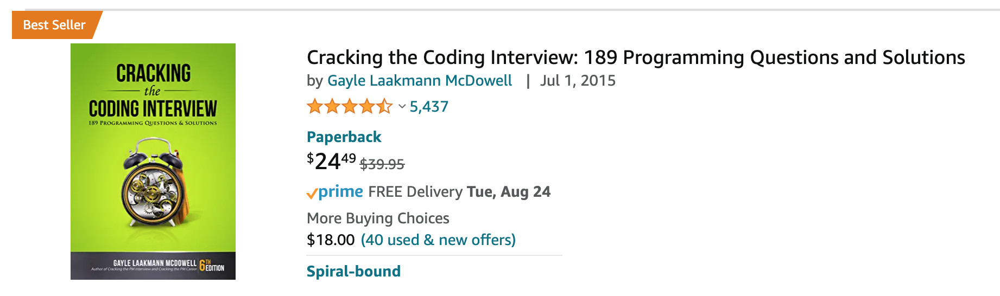 Best Seller
CRACKING
the
CODING INTERVIEW
189 PROGRAMMING QUESTIONS & SOLUTIONS
GAYLE LAAKMANN MCDOWELL
Author of Cracking the PM Interview and Cracking the PM Career
6TH EDITION
Cracking the Coding Interview: 189 Programming Questions and Solutions
by Gayle Laakmann McDowell | Jul 1, 2015
5,437
Paperback
$24.49 $39.95
prime FREE Delivery Tue, Aug 24
More Buying Choices
$18.00 (40 used & new offers)
Spiral-bound